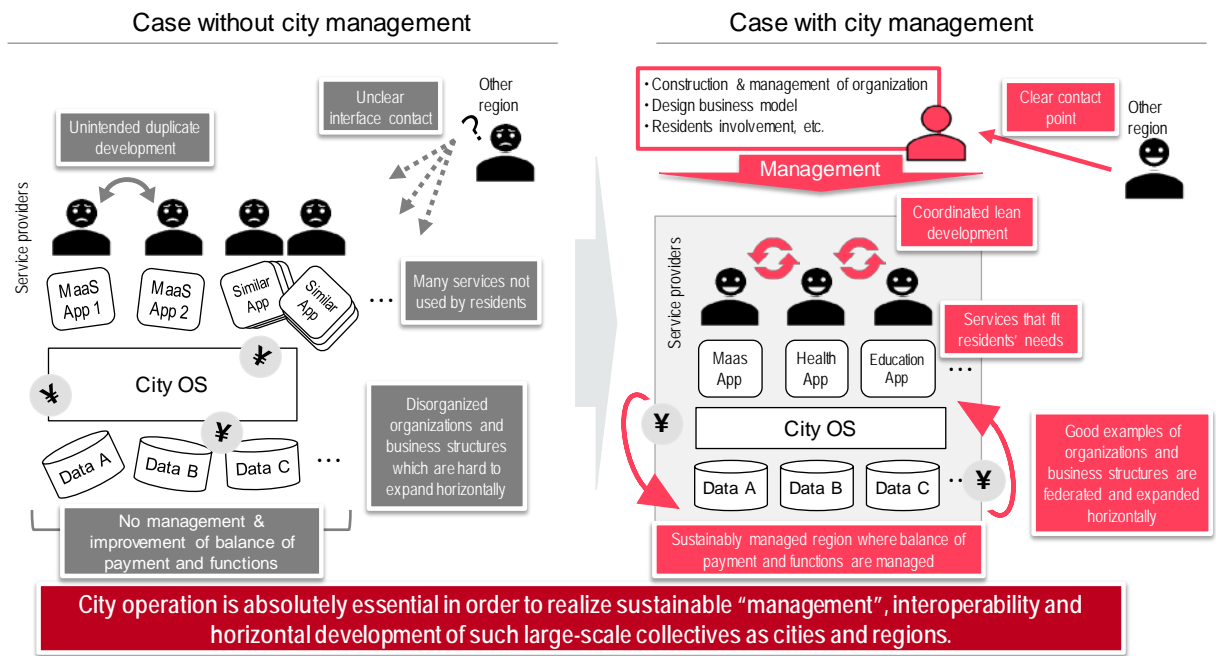 Case without city management
Unintended duplicate
development
Unclear
interface contact
Other
region
?
Service providers
MaaS
App 1
MaaS
App 2
Similar
App
Similar
App
...
Many services not
used by residents
City OS
¥
¥
¥
Data A
Data B
Data C
...
Disorganized
organizations and
business structures
which are hard to
expand horizontally
No management &
improvement of balance of
payment and functions
Case with city management
• Construction & management of organization
• Design business model
• Residents involvement, etc.
Clear contact
point
Other
region
Management
Coordinated lean
development
Service providers
Maas
App
Health
App
Education
App
...
Services that fit
residents' needs
¥
City OS
Data A
Data B
Data C
...
¥
Good examples of
organizations and
business structures are
federated and expanded
horizontally
Sustainably managed region where balance of
payment and functions are managed
City operation is absolutely essential in order to realize sustainable “management”, interoperability and
horizontal development of such large-scale collectives as cities and regions.